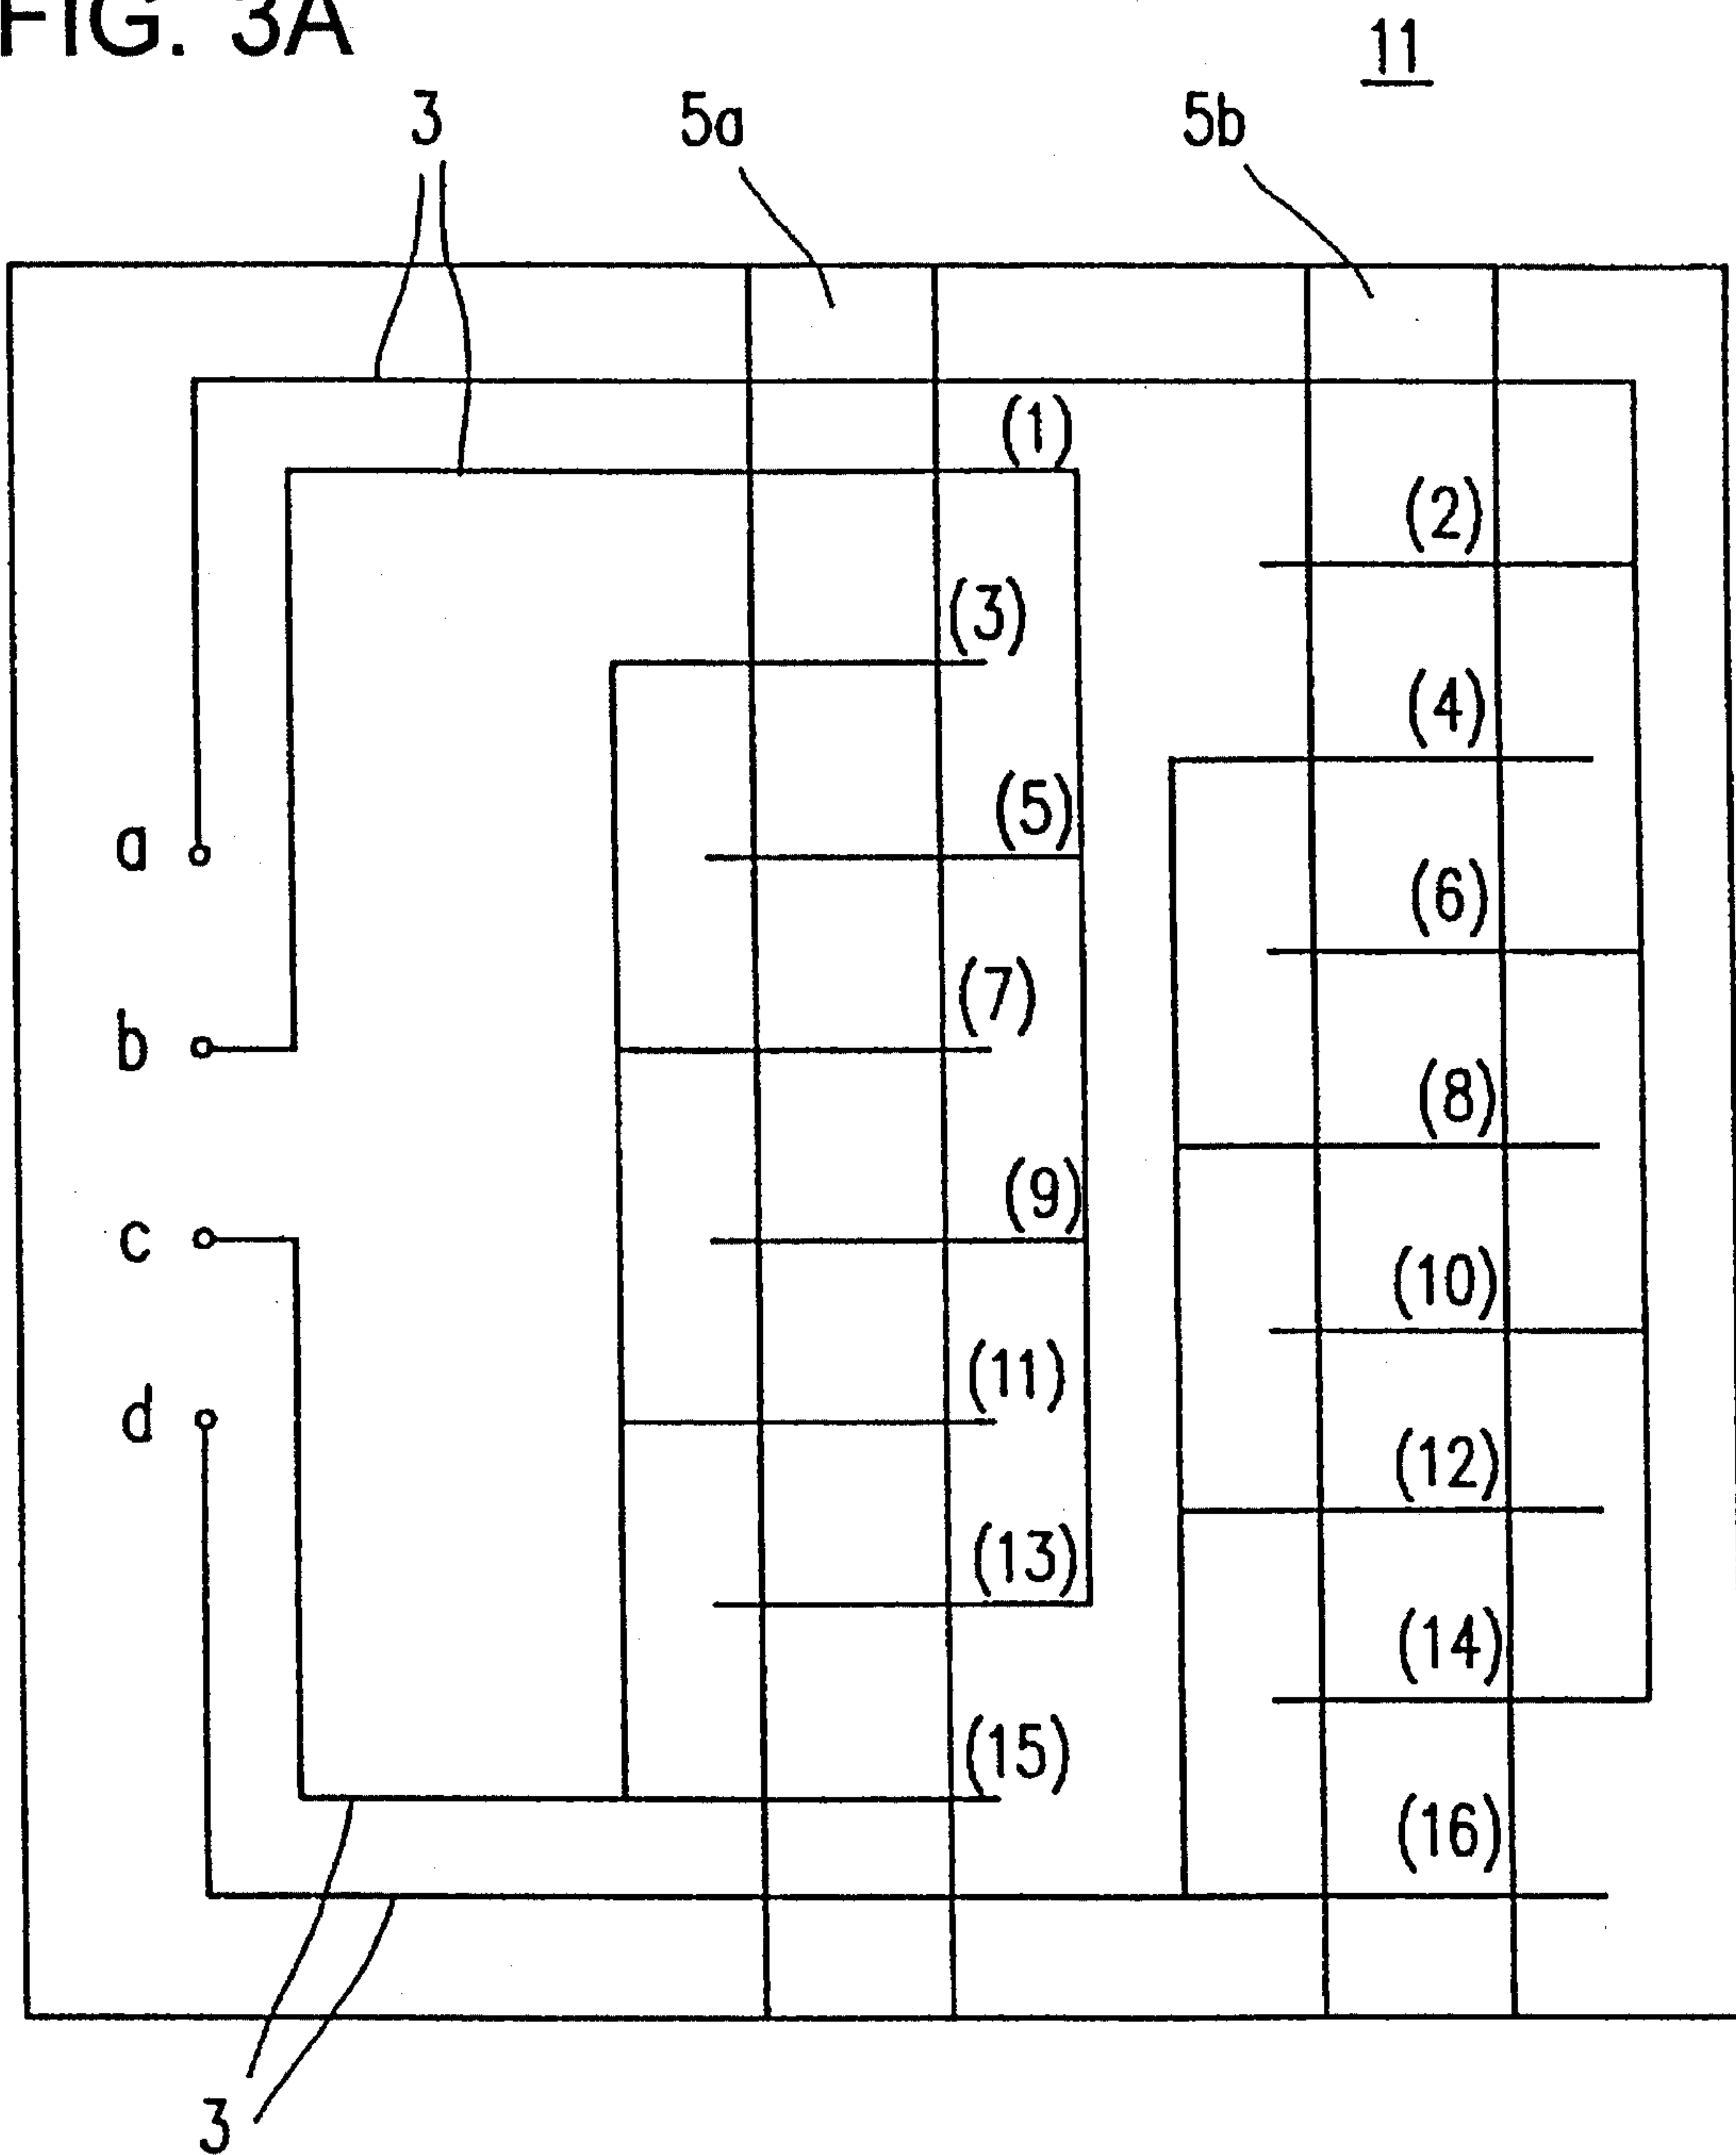 FIG. 3A
11
3
5a
5b
(1)
(2)
(3)
(4)
(5)
a
(6)
(7)
b
(8)
(9)
c
(10)
(11)
d
(12)
(13)
(14)
(15)
(16)
3